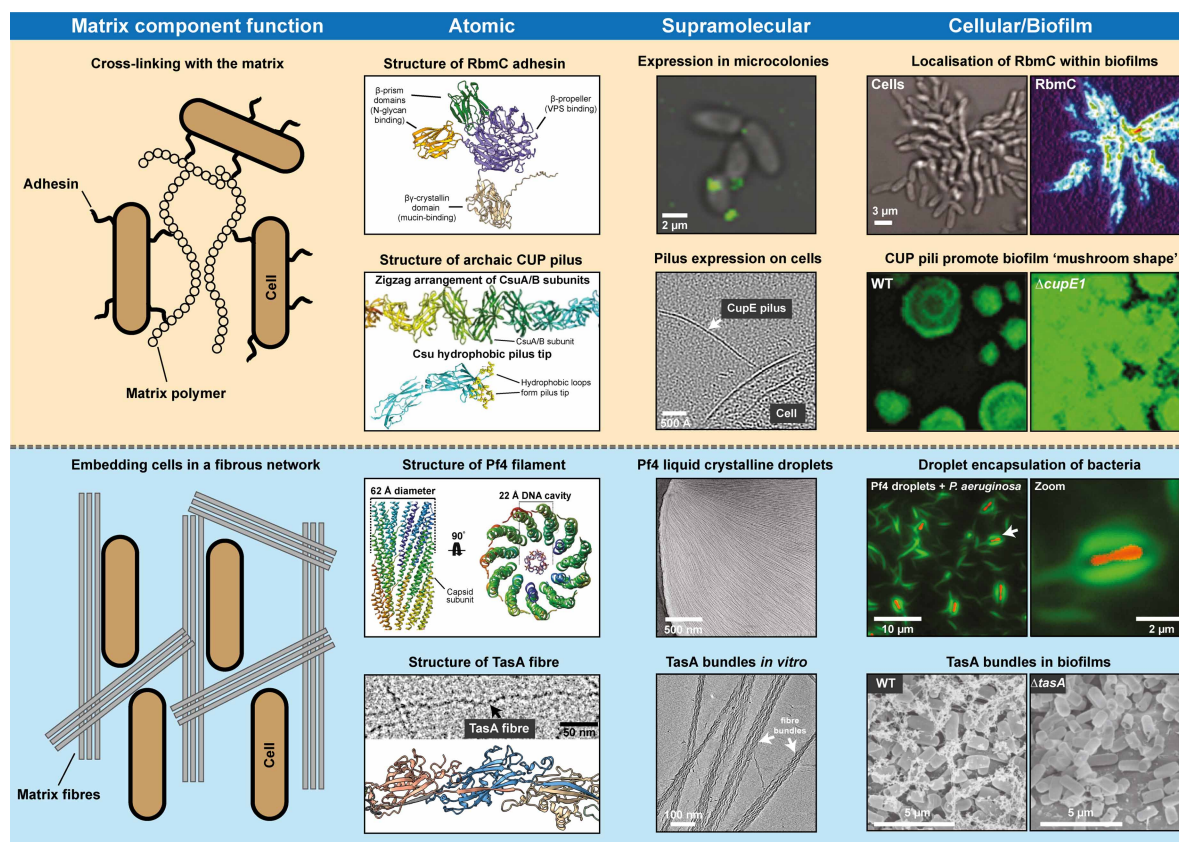 Matrix component function
Atomic
Supramolecular
Cellular/Biofilm
Cross-linking with the matrix
Adhesin
Cell
Matrix polymer
Structure of RbmC adhesin
β-prism
domains
(N-glycan
binding)
β-propeller
(VPS binding)
βγ-crystallin
domain
(mucin-binding)
Expression in microcolonies
2 µm
Localisation of RbmC within biofilms
Cells
RbmC
3 µm
Structure of archaic CUP pilus
Zigzag arrangement of CsuA/B subunits
CsuA/B subunit
Csu hydrophobic pilus tip
Hydrophobic loops
form pilus tip
Pilus expression on cells
CupE pilus
Cell
500 Å
CUP pili promote biofilm ‘mushroom shape’
WT
ΔcupE1
Embedding cells in a fibrous network
Cell
Matrix fibres
Structure of Pf4 filament
62 Å diameter
22 Å DNA cavity
90°
Capsid
subunit
Pf4 liquid crystalline droplets
500 nm
Droplet encapsulation of bacteria
Pf4 droplets + P. aeruginosa
Zoom
10 µm
2 µm
Structure of TasA fibre
TasA fibre
50 nm
TasA bundles in vitro
fibre
bundles
100 nm
TasA bundles in biofilms
WT
ΔtasA
5 µm
5 µm